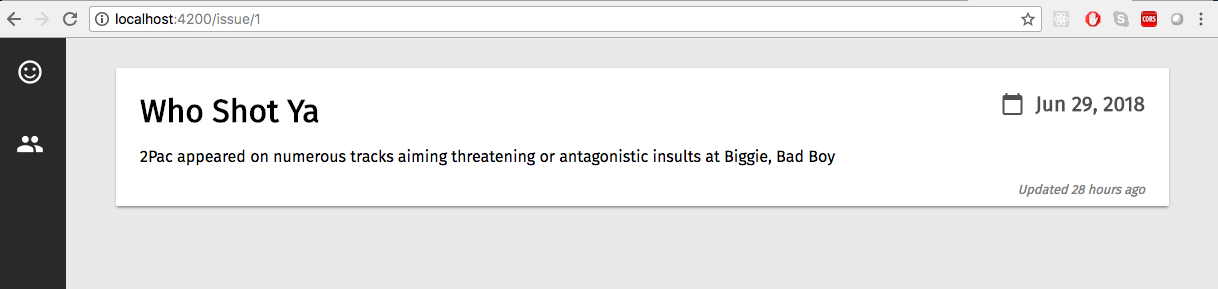 localhost:4200/issue/1
CORS
Who Shot Ya
Jun 29, 2018
2Pac appeared on numerous tracks aiming threatening or antagonistic insults at Biggie, Bad Boy
Updated 28 hours ago